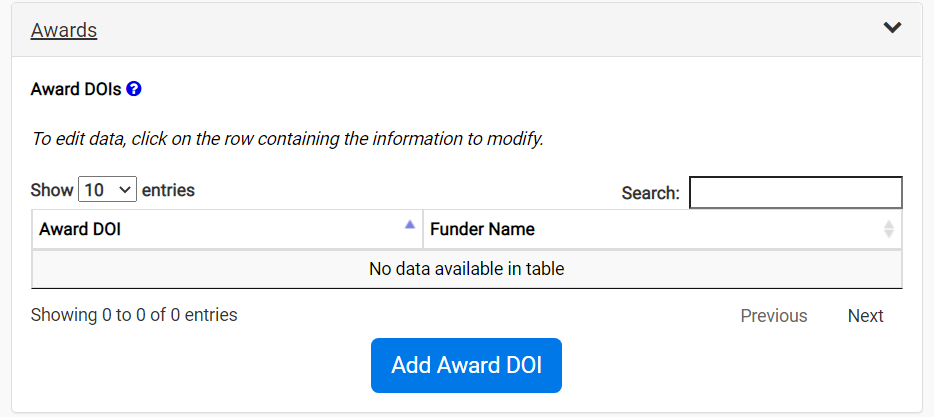 Awards
Award DOIs
To edit data, click on the row containing the information to modify.
Show 10 entries
Search:
Award DOI
Funder Name
No data available in table
Showing 0 to 0 of 0 entries
Previous
Next
Add Award DOI